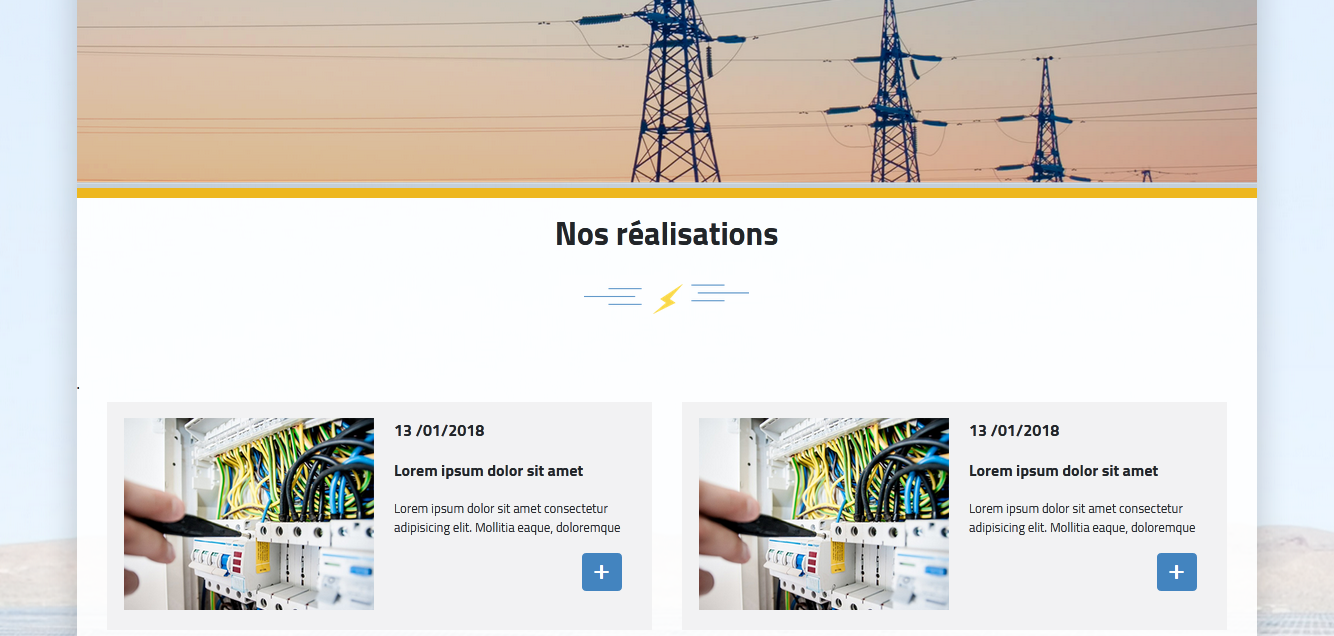 Nos réalisations
.
13 /01/2018
Lorem ipsum dolor sit amet
Lorem ipsum dolor sit amet consectetur
adipisicing elit. Mollitia eaque, doloremque
+
13 /01/2018
Lorem ipsum dolor sit amet
Lorem ipsum dolor sit amet consectetur
adipisicing elit. Mollitia eaque, doloremque
+